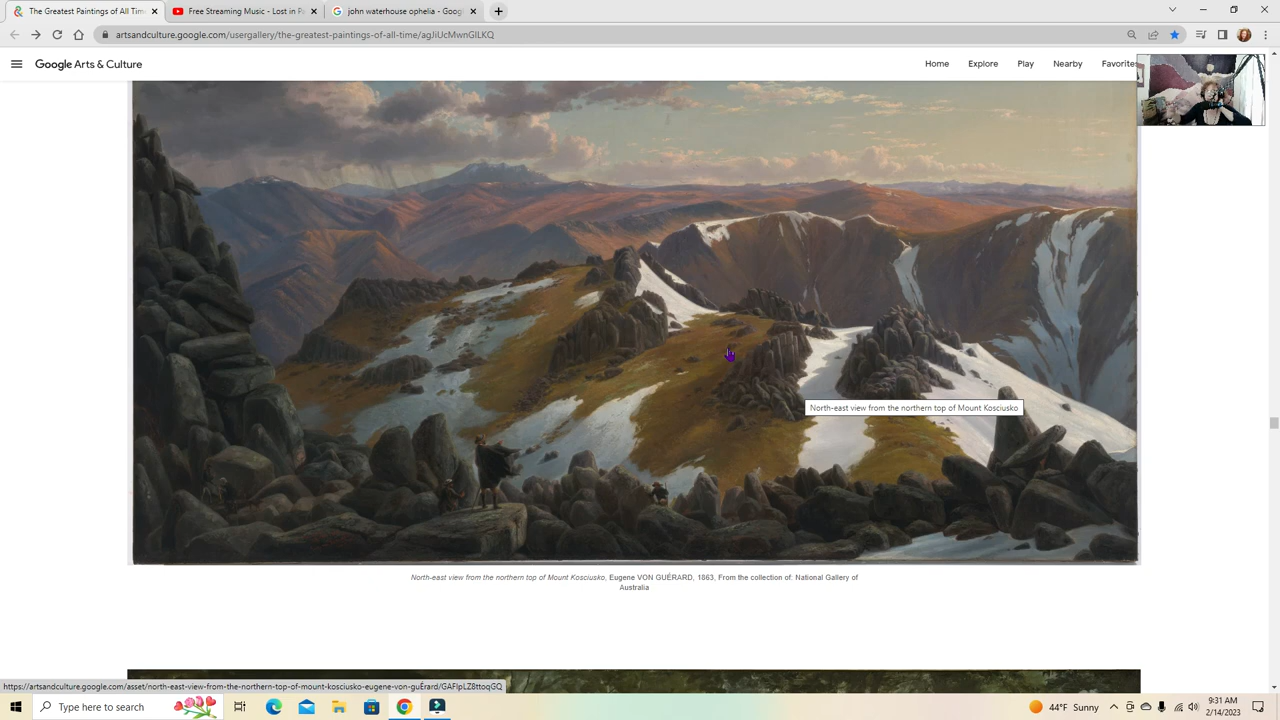 The Greatest Paintings of All Tim
Free Streaming Music - Lost in Fi
john waterhouse ophelia - Goog
artsandculture.google.com/usergallery/the-greatest-paintings-of-all-time/agJiUcMwnGILKQ
Google Arts & Culture
Home
Explore
Play
Nearby
Favorites
North-east view from the northern top of Mount Kosciusko
North-east view from the northern top of Mount Kosciusko, Eugene VON GUÉRARD, 1863, From the collection of: National Gallery of
Australia
https://artsandculture.google.com/asset/north-east-view-from-the-northern-top-of-mount-kosciusko-eugene-von-guÉrard/GAFIpLZ8ttoqGQ
Type here to search
44°F Sunny
9:31 AM
2/14/2023